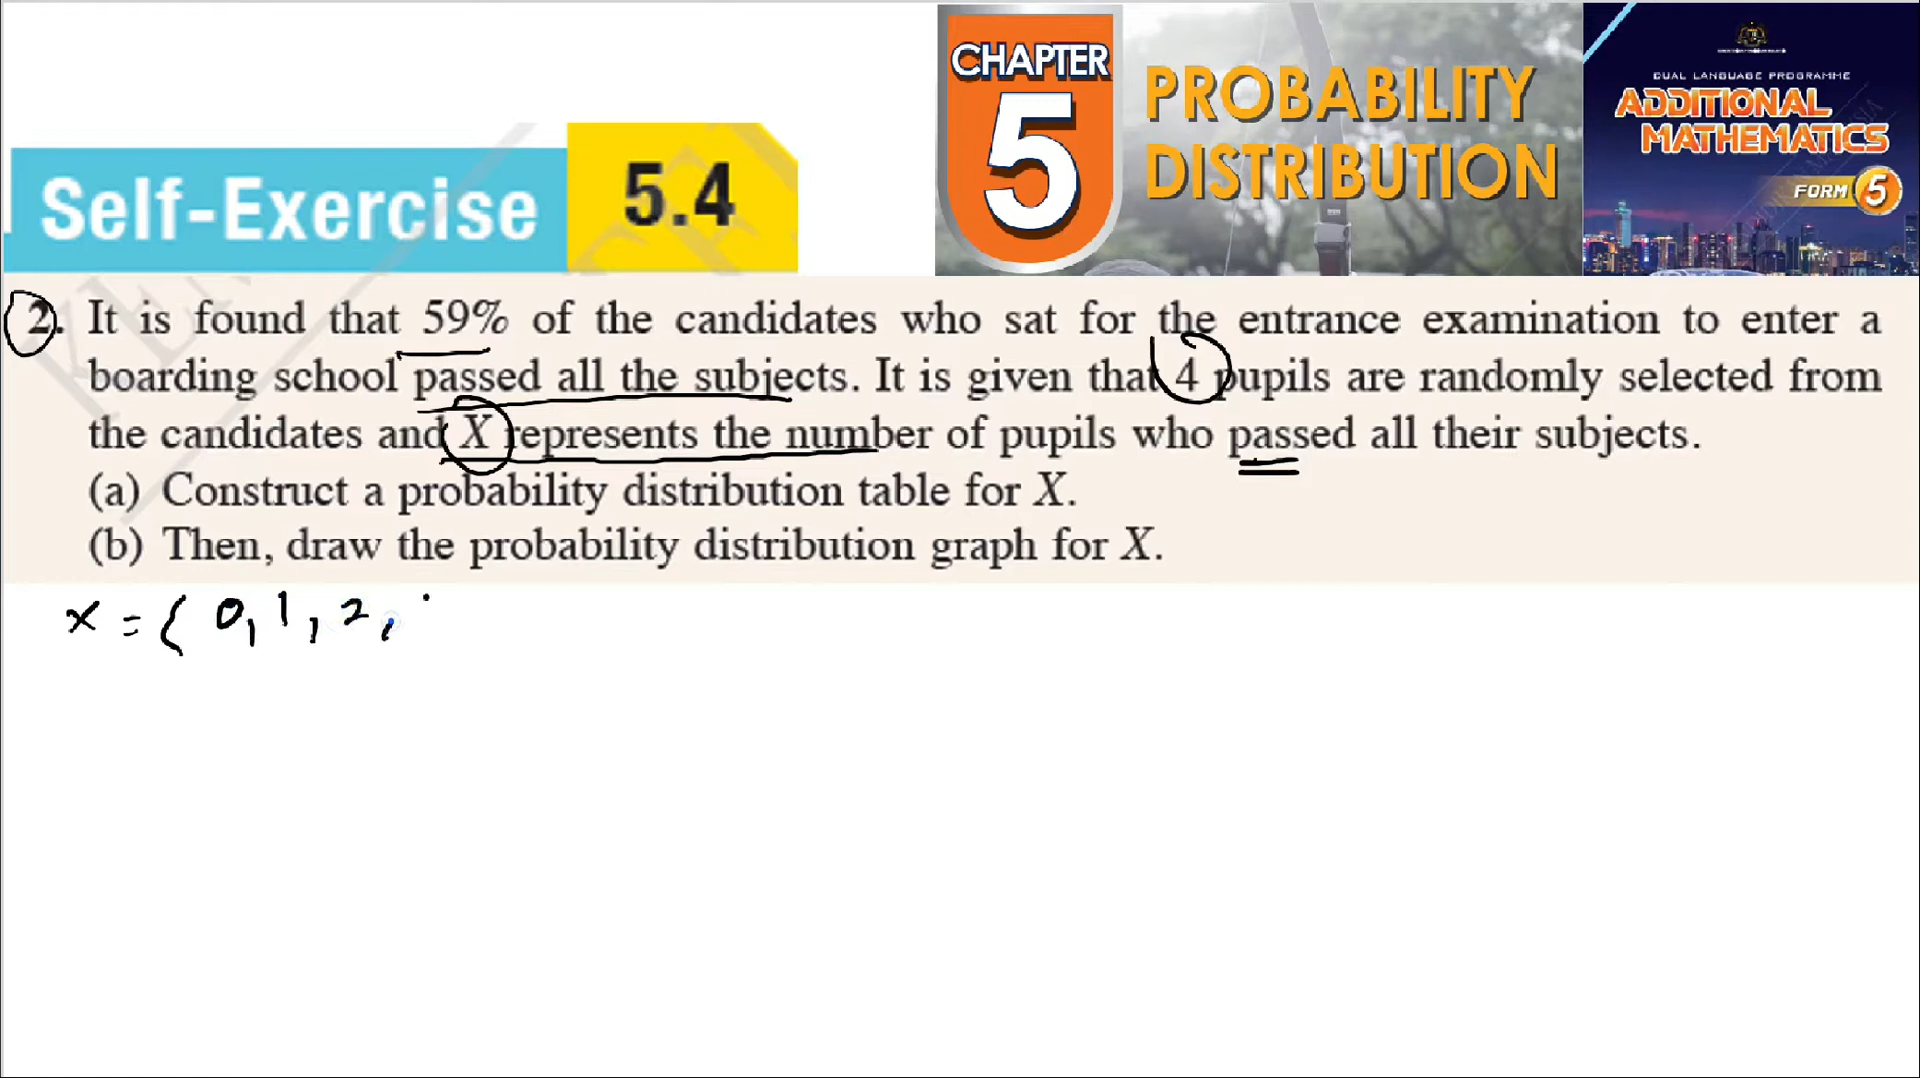 CHAPTER
5
PROBABILITY
DISTRIBUTION
DUAL LANGUAGE PROGRAMME
ADDITIONAL
MATHEMATICS
FORM 5
Self-Exercise 5.4
2. It is found that 59% of the candidates who sat for the entrance examination to enter a
boarding school passed all the subjects. It is given that 4 pupils are randomly selected from
the candidates and X represents the number of pupils who passed all their subjects.
(a) Construct a probability distribution table for X.
(b) Then, draw the probability distribution graph for X.
X = { 0, 1, 2,